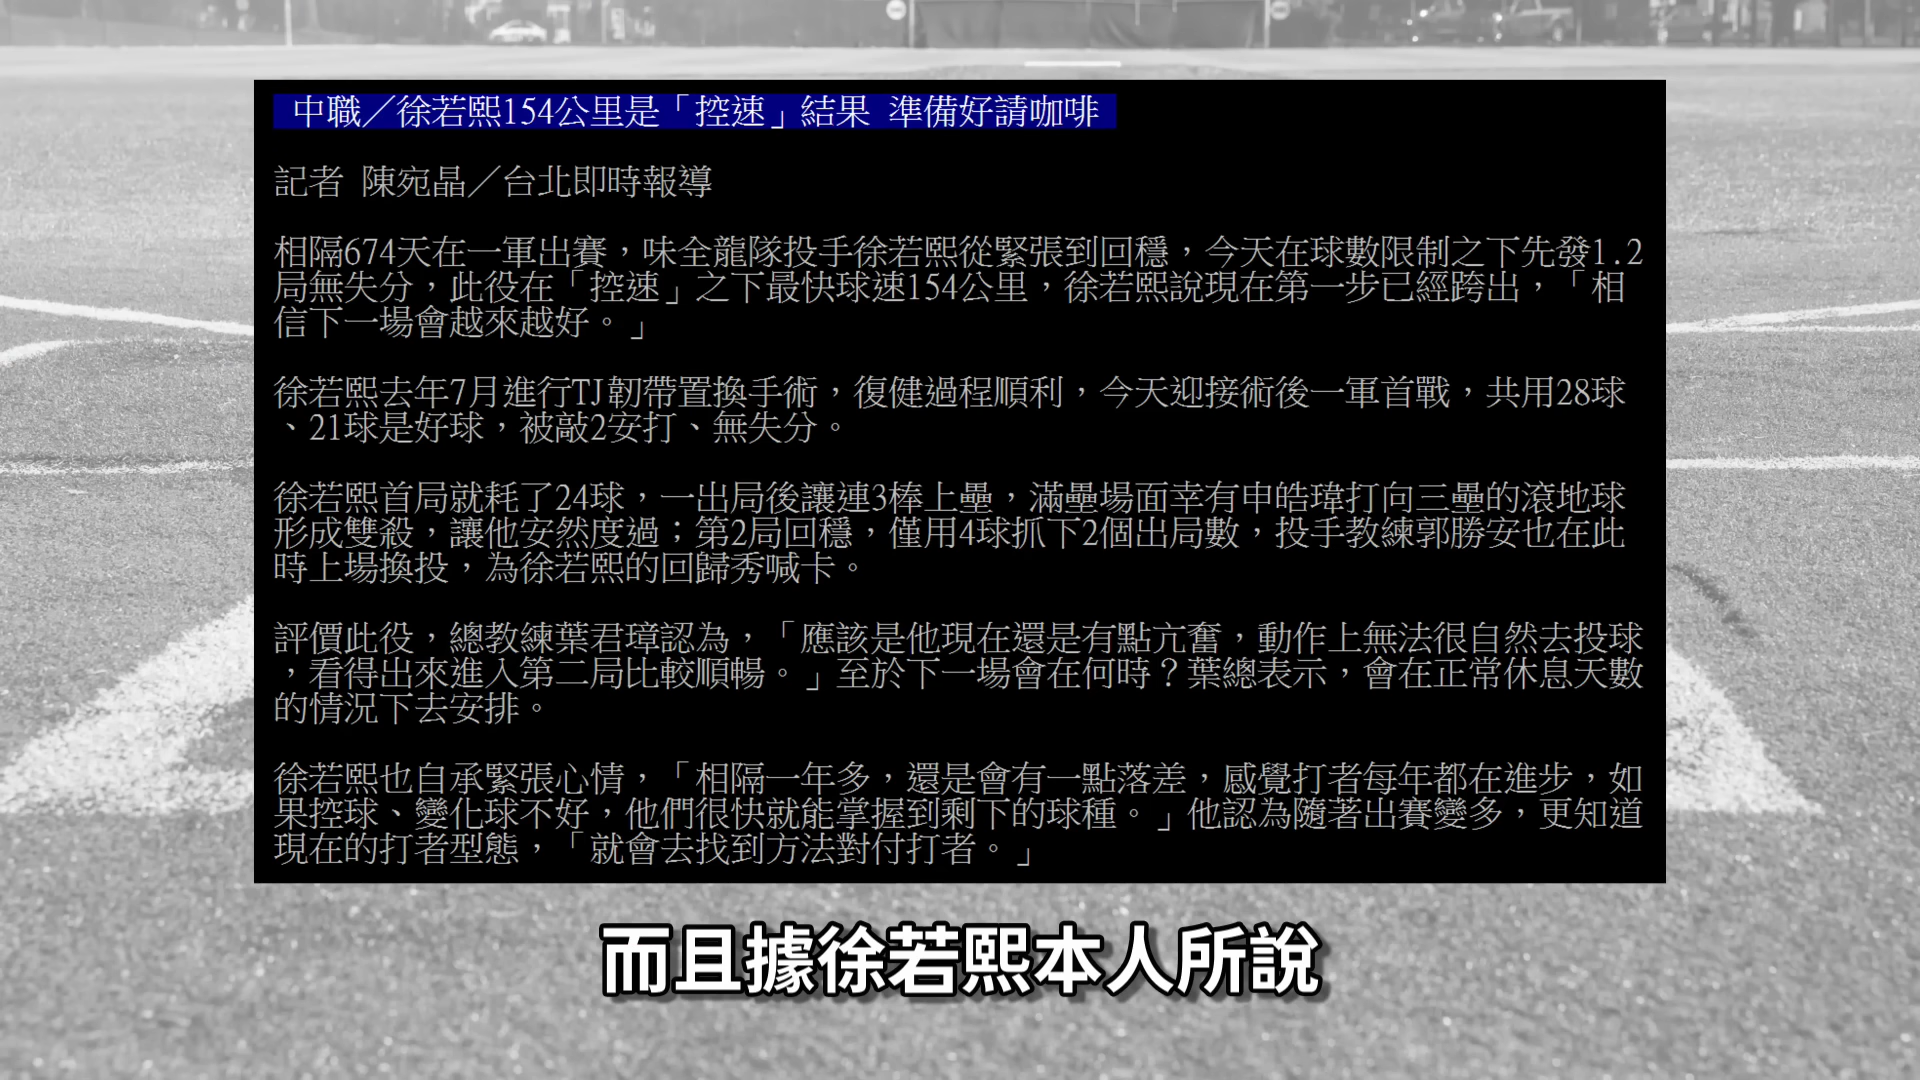 中職／徐若熙154公里是「控速」結果 準備好請咖啡
記者 陳宛晶／台北即時報導
相隔674天在一軍出賽，味全龍隊投手徐若熙從緊張到回穩，今天在球數限制之下先發1.2
局無失分，此役在「控速」之下最快球速154公里，徐若熙說現在第一步已經跨出，「相
信下一場會越來越好。」
徐若熙去年7月進行TJ韌帶置換手術，復健過程順利，今天迎接術後一軍首戰，共用28球
、21球是好球，被敲2安打、無失分。
徐若熙首局就耗了24球，一出局後讓連3棒上壘，滿壘場面幸有申皓瑋打向三壘的滾地球
形成雙殺，讓他安然度過；第2局回穩，僅用4球抓下2個出局數，投手教練郭勝安也在此
時上場換投，為徐若熙的回歸秀喊卡。
評價此役，總教練葉君璋認為，「應該是他現在還是有點亢奮，動作上無法很自然去投球
，看得出來進入第二局比較順暢。」至於下一場會在何時？葉總表示，會在正常休息天數
的情況下去安排。
徐若熙也自承緊張心情，「相隔一年多，還是會有一點落差，感覺打者每年都在進步，如
果控球、變化球不好，他們很快就能掌握到剩下的球種。」他認為隨著出賽變多，更知道
現在的打者型態，「就會去找到方法對付打者。」
而且據徐若熙本人所說